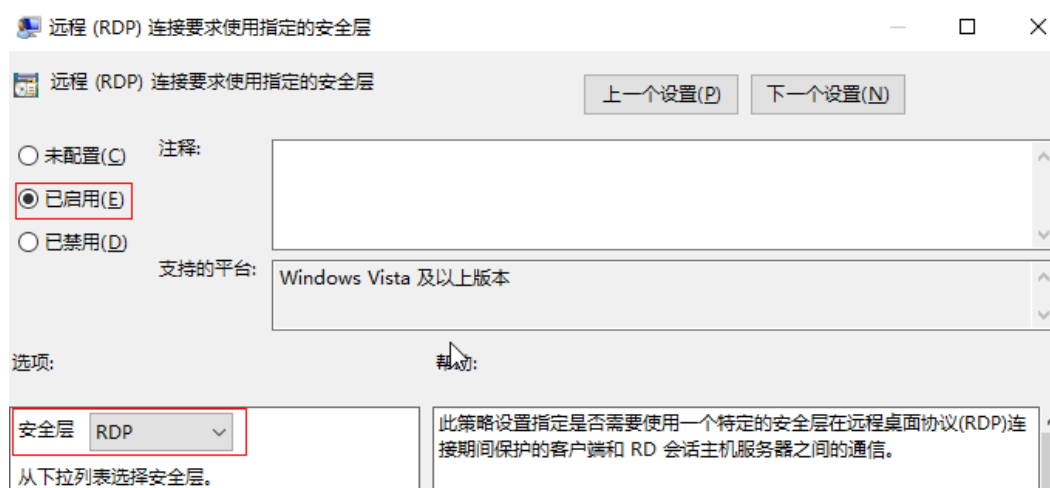 远程 (RDP) 连接要求使用指定的安全层
远程 (RDP) 连接要求使用指定的安全层
上一个设置(P)
下一个设置(N)
未配置(C)
注释:
已启用(E)
已禁用(D)
支持的平台:
Windows Vista 及以上版本
选项:
帮助:
安全层
RDP
从下拉列表选择安全层。
此策略设置指定是否需要使用一个特定的安全层在远程桌面协议(RDP)连
接期间保护的客户端和 RD 会话主机服务器之间的通信。